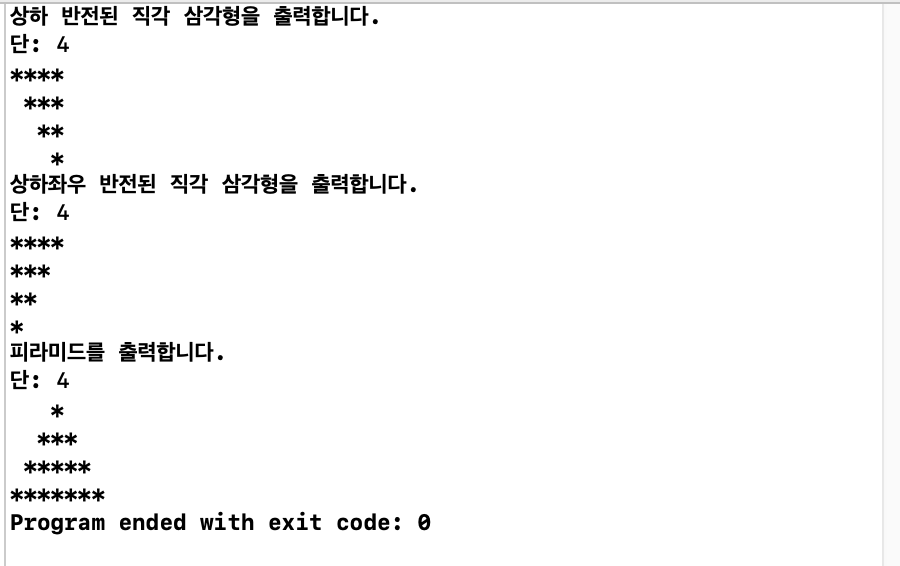 상하 반전된 직각 삼각형을 출력합니다.
단: 4
****
 ***
  **
   *
상하좌우 반전된 직각 삼각형을 출력합니다.
단: 4
****
***
**
*
피라미드를 출력합니다.
단: 4
   *
  ***
 *****
*******
Program ended with exit code: 0